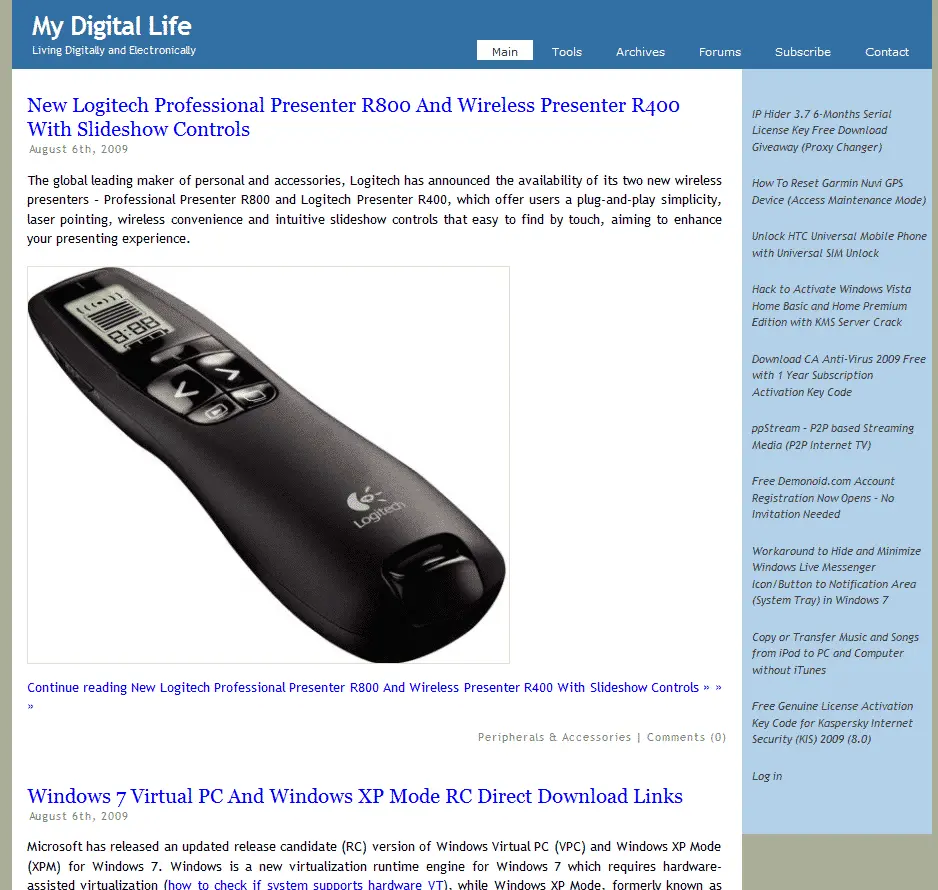 My Digital Life
Living Digitally and Electronically
Main Tools Archives Forums Subscribe Contact
New Logitech Professional Presenter R800 And Wireless Presenter R400
With Slideshow Controls
August 6th, 2009
The global leading maker of personal and accessories, Logitech has announced the availability of its two new wireless
presenters - Professional Presenter R800 and Logitech Presenter R400, which offer users a plug-and-play simplicity,
laser pointing, wireless convenience and intuitive slideshow controls that easy to find by touch, aiming to enhance
your presenting experience.
8:88
Logitech
Continue reading New Logitech Professional Presenter R800 And Wireless Presenter R400 With Slideshow Controls » »
»
Peripherals & Accessories | Comments (0)
Windows 7 Virtual PC And Windows XP Mode RC Direct Download Links
August 6th, 2009
Microsoft has released an updated release candidate (RC) version of Windows Virtual PC (VPC) and Windows XP Mode
(XPM) for Windows 7. Windows is a new virtualization runtime engine for Windows 7 which requires hardware-
assisted virtualization (how to check if system supports hardware VT), while Windows XP Mode, formerly known as
IP Hider 3.7 6-Months Serial
License Key Free Download
Giveaway (Proxy Changer)
How To Reset Garmin Nuvi GPS
Device (Access Maintenance Mode)
Unlock HTC Universal Mobile Phone
with Universal SIM Unlock
Hack to Activate Windows Vista
Home Basic and Home Premium
Edition with KMS Server Crack
Download CA Anti-Virus 2009 Free
with 1 Year Subscription
Activation Key Code
ppStream - P2P based Streaming
Media (P2P Internet TV)
Free Demonoid.com Account
Registration Now Opens - No
Invitation Needed
Workaround to Hide and Minimize
Windows Live Messenger
Icon/Button to Notification Area
(System Tray) in Windows 7
Copy or Transfer Music and Songs
from iPod to PC and Computer
without iTunes
Free Genuine License Activation
Key Code for Kaspersky Internet
Security (KIS) 2009 (8.0)
Log in